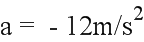 a = - 12m/s²